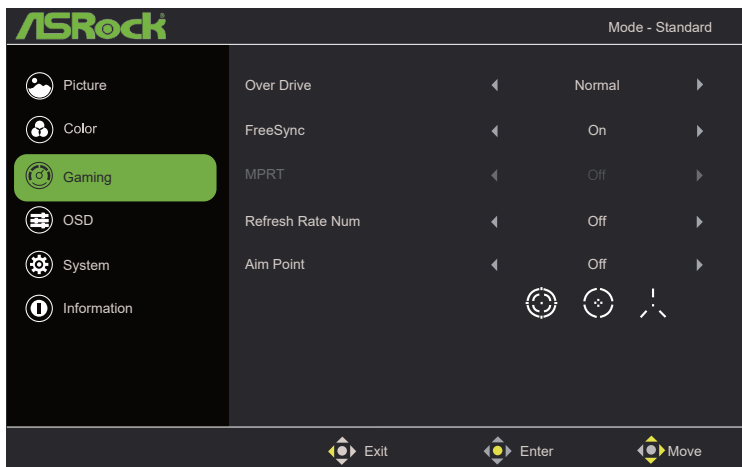 ASRock
Mode - Standard
Picture
Over Drive Normal
Color
FreeSync On
Gaming
MPRT Off
OSD
Refresh Rate Num Off
System
Aim Point Off
Information
Exit Enter Move